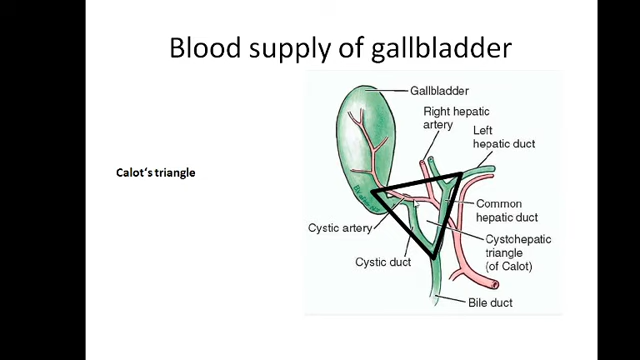 Blood supply of gallbladder
Calot's triangle
Gallbladder
Right hepatic
artery
Left
hepatic duct
Common
hepatic duct
Cystic artery
Cystchepatic
triangle
(of Calot)
Cystic duct
Bile duct